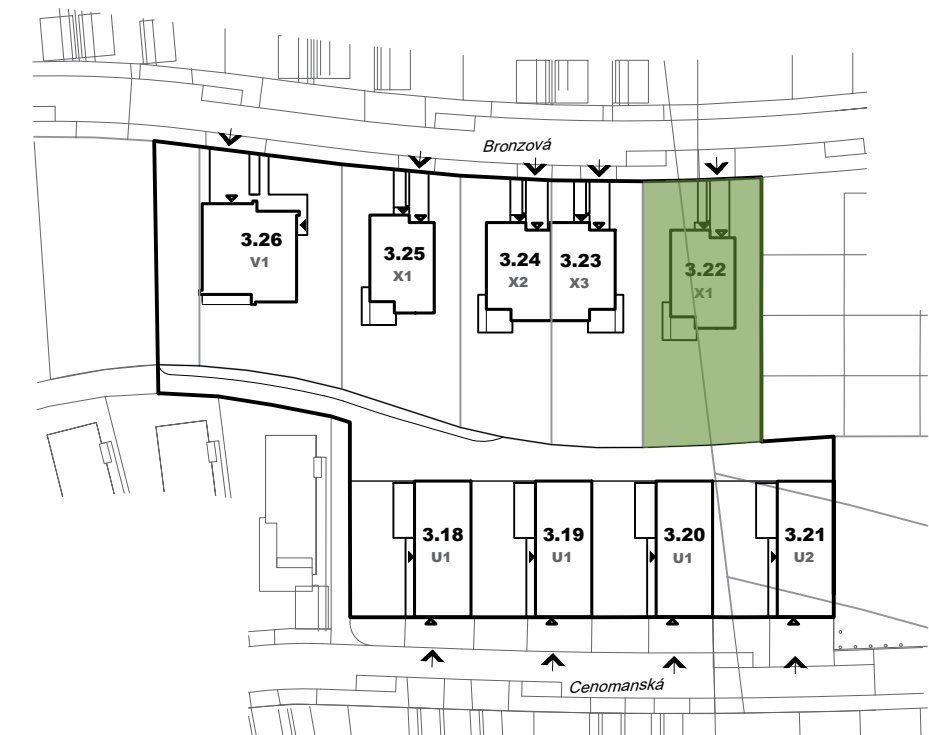 Bronzová
3.26
V1
3.25
X1
3.24
X2
3.23
X3
3.22
X1
3.18
U1
3.19
U1
3.20
U1
3.21
U2
Cenomanská